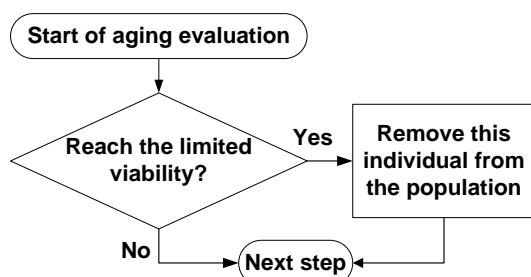 Start of aging evaluation
Reach the limited
viability?
Yes
Remove this
individual from
the population
No
Next step